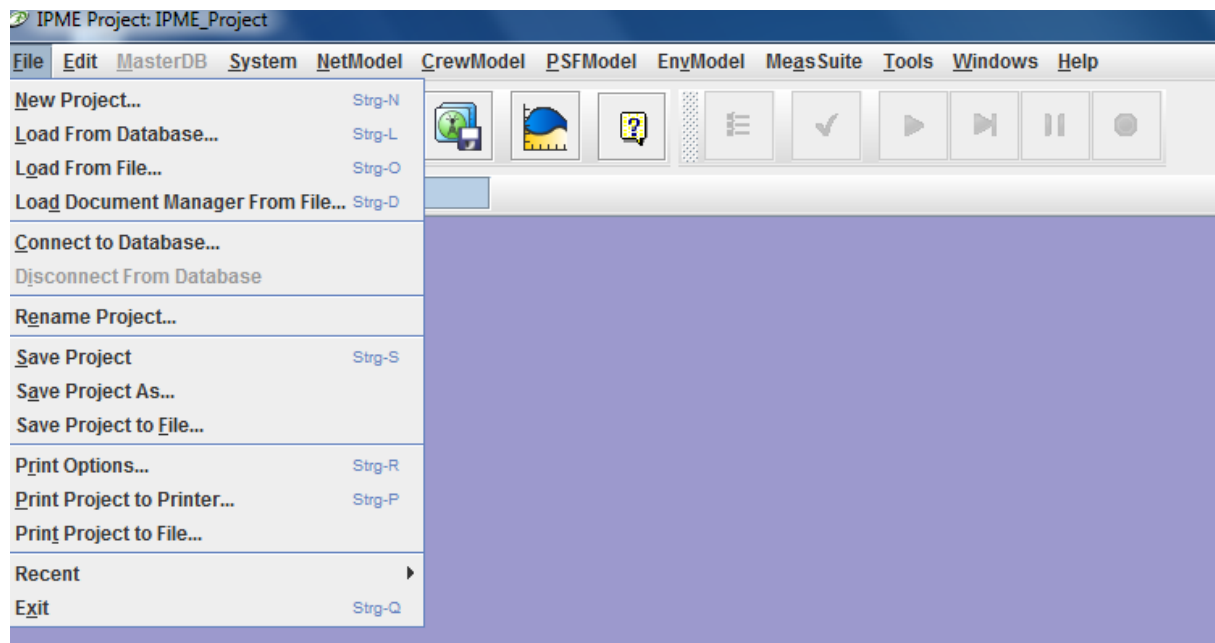 IPME Project: IPME_Project
File Edit MasterDB System NetModel CrewModel PSFModel EnvModel MeasSuite Tools Windows Help
New Project... Strg-N
Load From Database... Strg-L
Load From File... Strg-O
Load Document Manager From File... Strg-D
Connect to Database...
Disconnect From Database
Rename Project...
Save Project Strg-S
Save Project As...
Save Project to File...
Print Options... Strg-R
Print Project to Printer... Strg-P
Print Project to File...
Recent
Exit Strg-Q